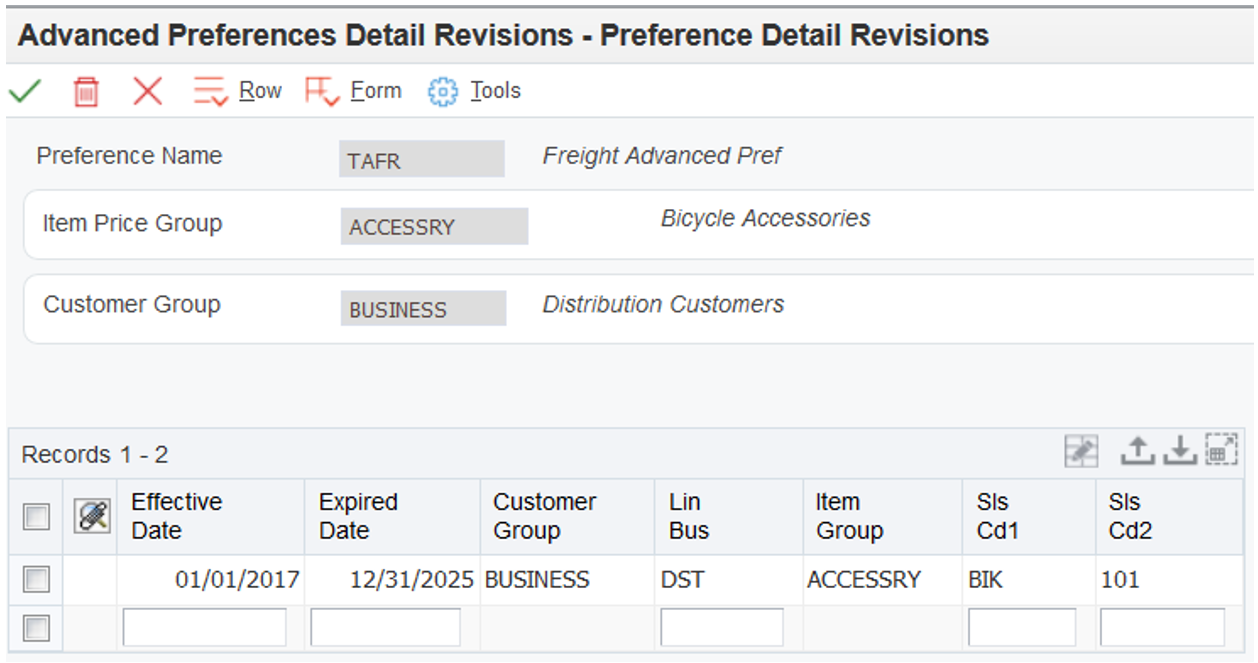 Advanced Preferences Detail Revisions - Preference Detail Revisions
Row Form Tools
Preference Name TAFR Freight Advanced Pref
Item Price Group ACCESSRY Bicycle Accessories
Customer Group BUSINESS Distribution Customers
Records 1 - 2
Effective Date Expired Date Customer Group Lin Bus Item Group Sls Cd1 Sls Cd2
01/01/2017 12/31/2025 BUSINESS DST ACCESSRY BIK 101